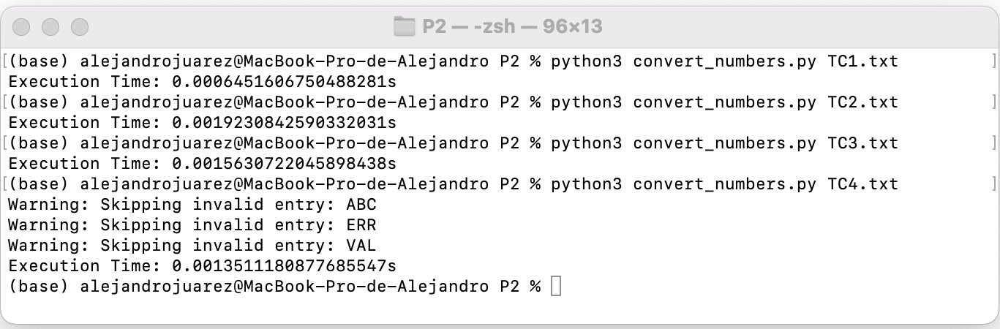 P2 — -zsh — 96×13
[(base) alejandrojuarez@MacBook-Pro-de-Alejandro P2 % python3 convert_numbers.py TC1.txt ]
Execution Time: 0.0006451606750488281s
[(base) alejandrojuarez@MacBook-Pro-de-Alejandro P2 % python3 convert_numbers.py TC2.txt ]
Execution Time: 0.0019230842590332031s
[(base) alejandrojuarez@MacBook-Pro-de-Alejandro P2 % python3 convert_numbers.py TC3.txt ]
Execution Time: 0.0015630722045898438s
[(base) alejandrojuarez@MacBook-Pro-de-Alejandro P2 % python3 convert_numbers.py TC4.txt ]
Warning: Skipping invalid entry: ABC
Warning: Skipping invalid entry: ERR
Warning: Skipping invalid entry: VAL
Execution Time: 0.0013511180877685547s
(base) alejandrojuarez@MacBook-Pro-de-Alejandro P2 %